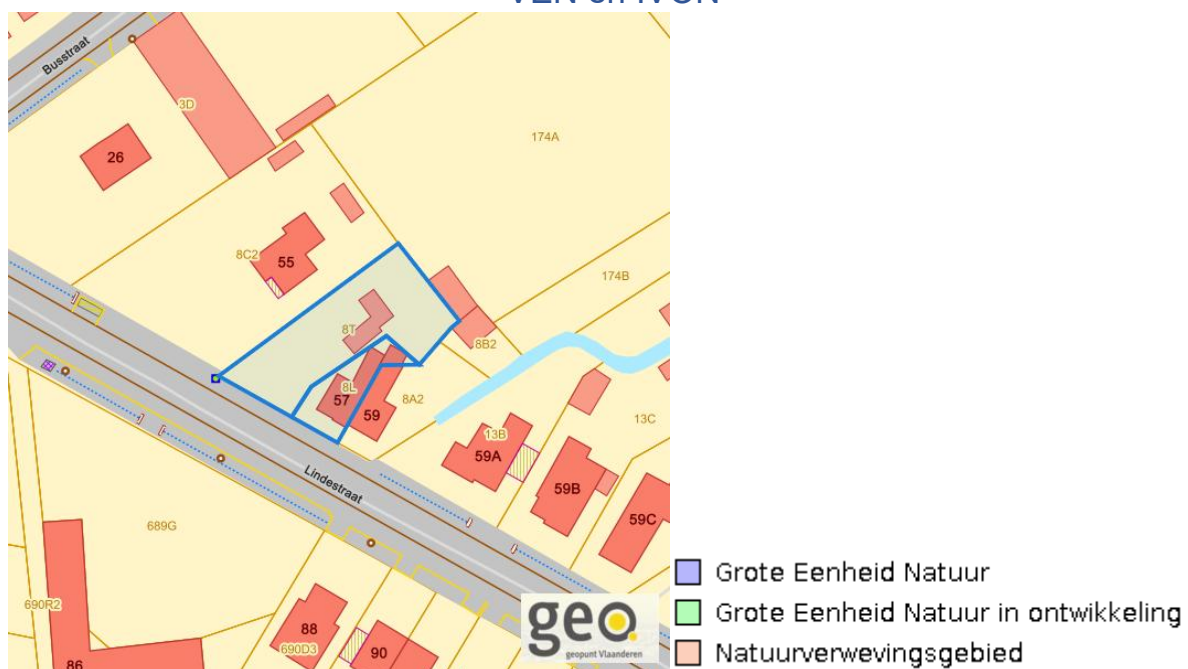 VEN en IVON
Busstraat
3D
26
174A
8C2
55
174B
8T
8B2
8L
57
59
8A2
13B
13C
59A
59B
59C
Lindestraat
689G
690R2
88
690D3
90
86
geo
geopunt Vlaanderen
Grote Eenheid Natuur
Grote Eenheid Natuur in ontwikkeling
Natuurverwevingsgebied